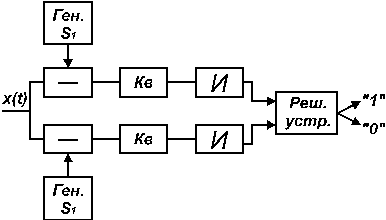 Ген.
S1
x(t)
—
Кв
И
Реш.
устр.
"1"
"0"
—
Кв
И
Ген.
S1